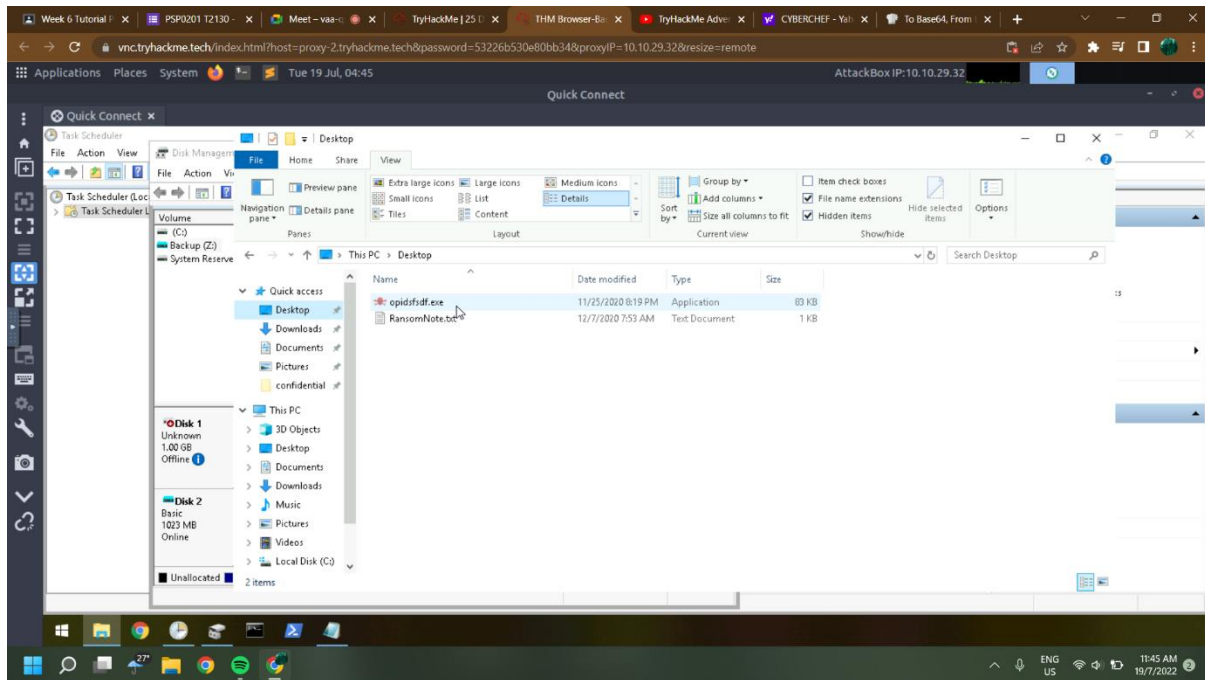 Week 6 Tutorial P
PSP0201 T2130 -
Meet – vaa-q
TryHackMe | 25 D
THM Browser-Ba
TryHackMe Adve
CYBERCHEF - Yah
To Base64, From
vnc.tryhackme.tech/index.html?host=proxy-2.tryhackme.tech&password=53226b530e80bb34&proxyIP=10.10.29.32&resize=remote
Applications Places System Tue 19 Jul, 04:45 AttackBox IP:10.10.29.32
Quick Connect
Quick Connect
Task Scheduler
File Action View
Task Scheduler (Loc
Task Scheduler L
Disk Managem
File Action Vi
Volume
(C:)
Backup (Z:)
System Reserve
Disk 1
Unknown
1.00 GB
Offline
Disk 2
Basic
1023 MB
Online
Unallocated
Desktop
File Home Share View
Navigation pane
Preview pane
Details pane
Panes
Extra large icons Large icons Medium icons
Small icons List Details
Tiles Content
Layout
Sort by
Group by
Add columns
Size all columns to fit
Current view
Item check boxes
File name extensions
Hidden items
Hide selected items
Show/hide
Options
This PC > Desktop
Search Desktop
Name Date modified Type Size
opidsfsdf.exe 11/25/2020 8:19 PM Application 83 KB
RansomNote.txt 12/7/2020 7:53 AM Text Document 1 KB
Quick access
Desktop
Downloads
Documents
Pictures
confidential
This PC
3D Objects
Desktop
Documents
Downloads
Music
Pictures
Videos
Local Disk (C:)
2 items
27°
ENG
US
11:45 AM
19/7/2022
2